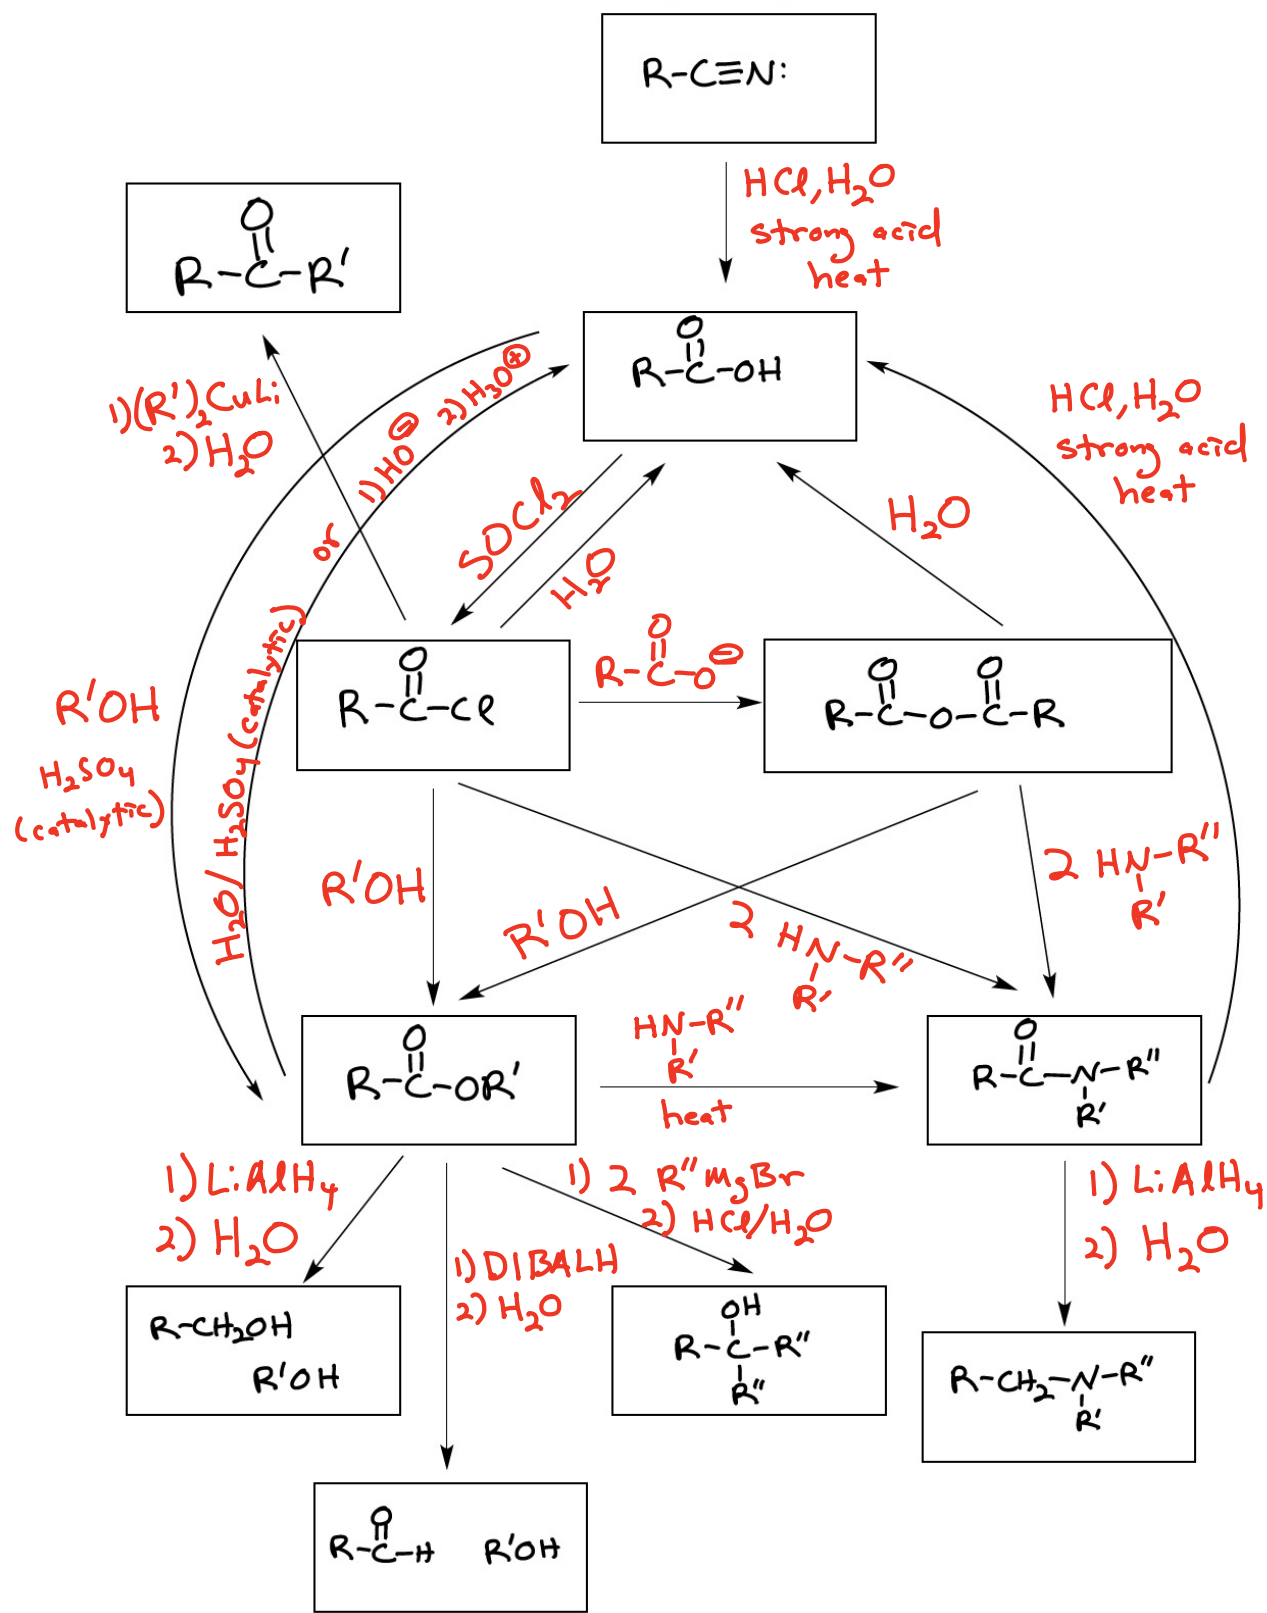 R-C≡N:
HCl, H₂O
strong acid
heat
O
R-C-R'
O
R-C-OH
1)(R')₂CuLi
2)H₂O
1)HO⊖ 2)H₃O⊕
or
H₂O/H₂SO₄(catalytic)
HCl, H₂O
strong acid
heat
SOCl₂
H₂O
H₂O
O
R-C-O⊖
R'OH
H₂SO₄
(catalytic)
O
R-C-Cl
O O
R-C-O-C-R
R'OH
R'OH
2 HN-R''
R'
2 HN-R''
R'
O
R-C-OR'
HN-R''
R'
heat
O
R-C-N-R''
R'
1) LiAlH₄
2) H₂O
1) DIBALH
2) H₂O
1) 2 R''MgBr
2) HCl/H₂O
1) LiAlH₄
2) H₂O
R-CH₂OH
R'OH
OH
R-C-R''
R''
R-CH₂-N-R''
R'
O
R-C-H R'OH